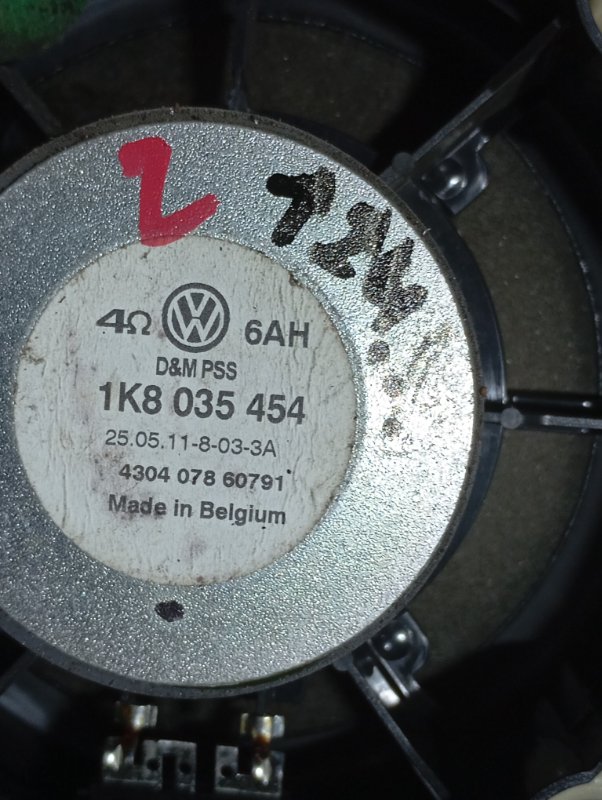 2
4Ω VW 6AH
D&M PSS
1K8 035 454
25.05.11-8-03-3A
4304 078 60791
Made in Belgium